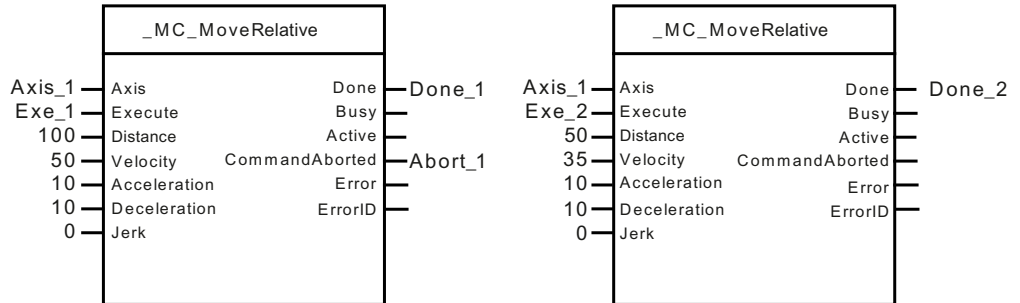 _MC_MoveRelative
Axis_1 Axis Done Done_1
Exe_1 Execute Busy
100 Distance Active
50 Velocity CommandAborted Abort_1
10 Acceleration Error
10 Deceleration ErrorID
0 Jerk
_MC_MoveRelative
Axis_1 Axis Done Done_2
Exe_2 Execute Busy
50 Distance Active
35 Velocity CommandAborted
10 Acceleration Error
10 Deceleration ErrorID
0 Jerk